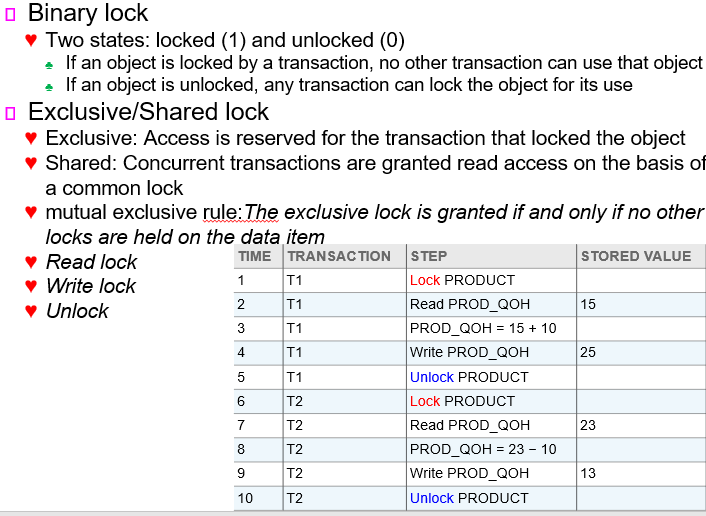 Binary lock
Two states: locked (1) and unlocked (0)
If an object is locked by a transaction, no other transaction can use that object
If an object is unlocked, any transaction can lock the object for its use
Exclusive/Shared lock
Exclusive: Access is reserved for the transaction that locked the object
Shared: Concurrent transactions are granted read access on the basis of
a common lock
mutual exclusive rule:The exclusive lock is granted if and only if no other
locks are held on the data item
Read lock
Write lock
Unlock
TIME TRANSACTION STEP STORED VALUE
1 T1 Lock PRODUCT
2 T1 Read PROD_QOH 15
3 T1 PROD_QOH = 15 + 10
4 T1 Write PROD_QOH 25
5 T1 Unlock PRODUCT
6 T2 Lock PRODUCT
7 T2 Read PROD_QOH 23
8 T2 PROD_QOH = 23 − 10
9 T2 Write PROD_QOH 13
10 T2 Unlock PRODUCT